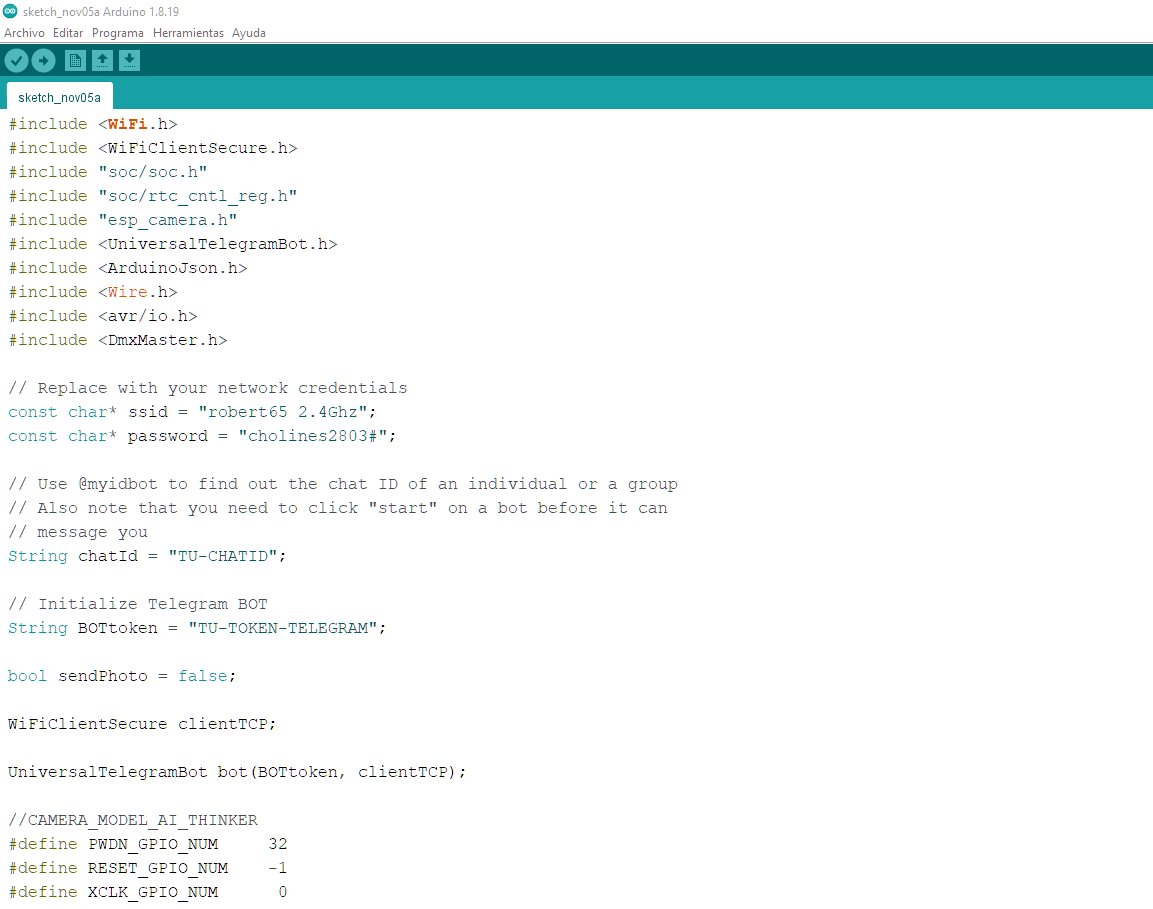 sketch_nov05a Arduino 1.8.19
Archivo Editar Programa Herramientas Ayuda
sketch_nov05a
#include <WiFi.h>
#include <WiFiClientSecure.h>
#include "soc/soc.h"
#include "soc/rtc_cntl_reg.h"
#include "esp_camera.h"
#include <UniversalTelegramBot.h>
#include <ArduinoJson.h>
#include <Wire.h>
#include <avr/io.h>
#include <DmxMaster.h>
// Replace with your network credentials
const char* ssid = "robert65 2.4Ghz";
const char* password = "cholines2803#";
// Use @myidbot to find out the chat ID of an individual or a group
// Also note that you need to click "start" on a bot before it can
// message you
String chatId = "TU-CHATID";
// Initialize Telegram BOT
String BOTtoken = "TU-TOKEN-TELEGRAM";
bool sendPhoto = false;
WiFiClientSecure clientTCP;
UniversalTelegramBot bot(BOTtoken, clientTCP);
//CAMERA_MODEL_AI_THINKER
#define PWDN_GPIO_NUM     32
#define RESET_GPIO_NUM    -1
#define XCLK_GPIO_NUM      0